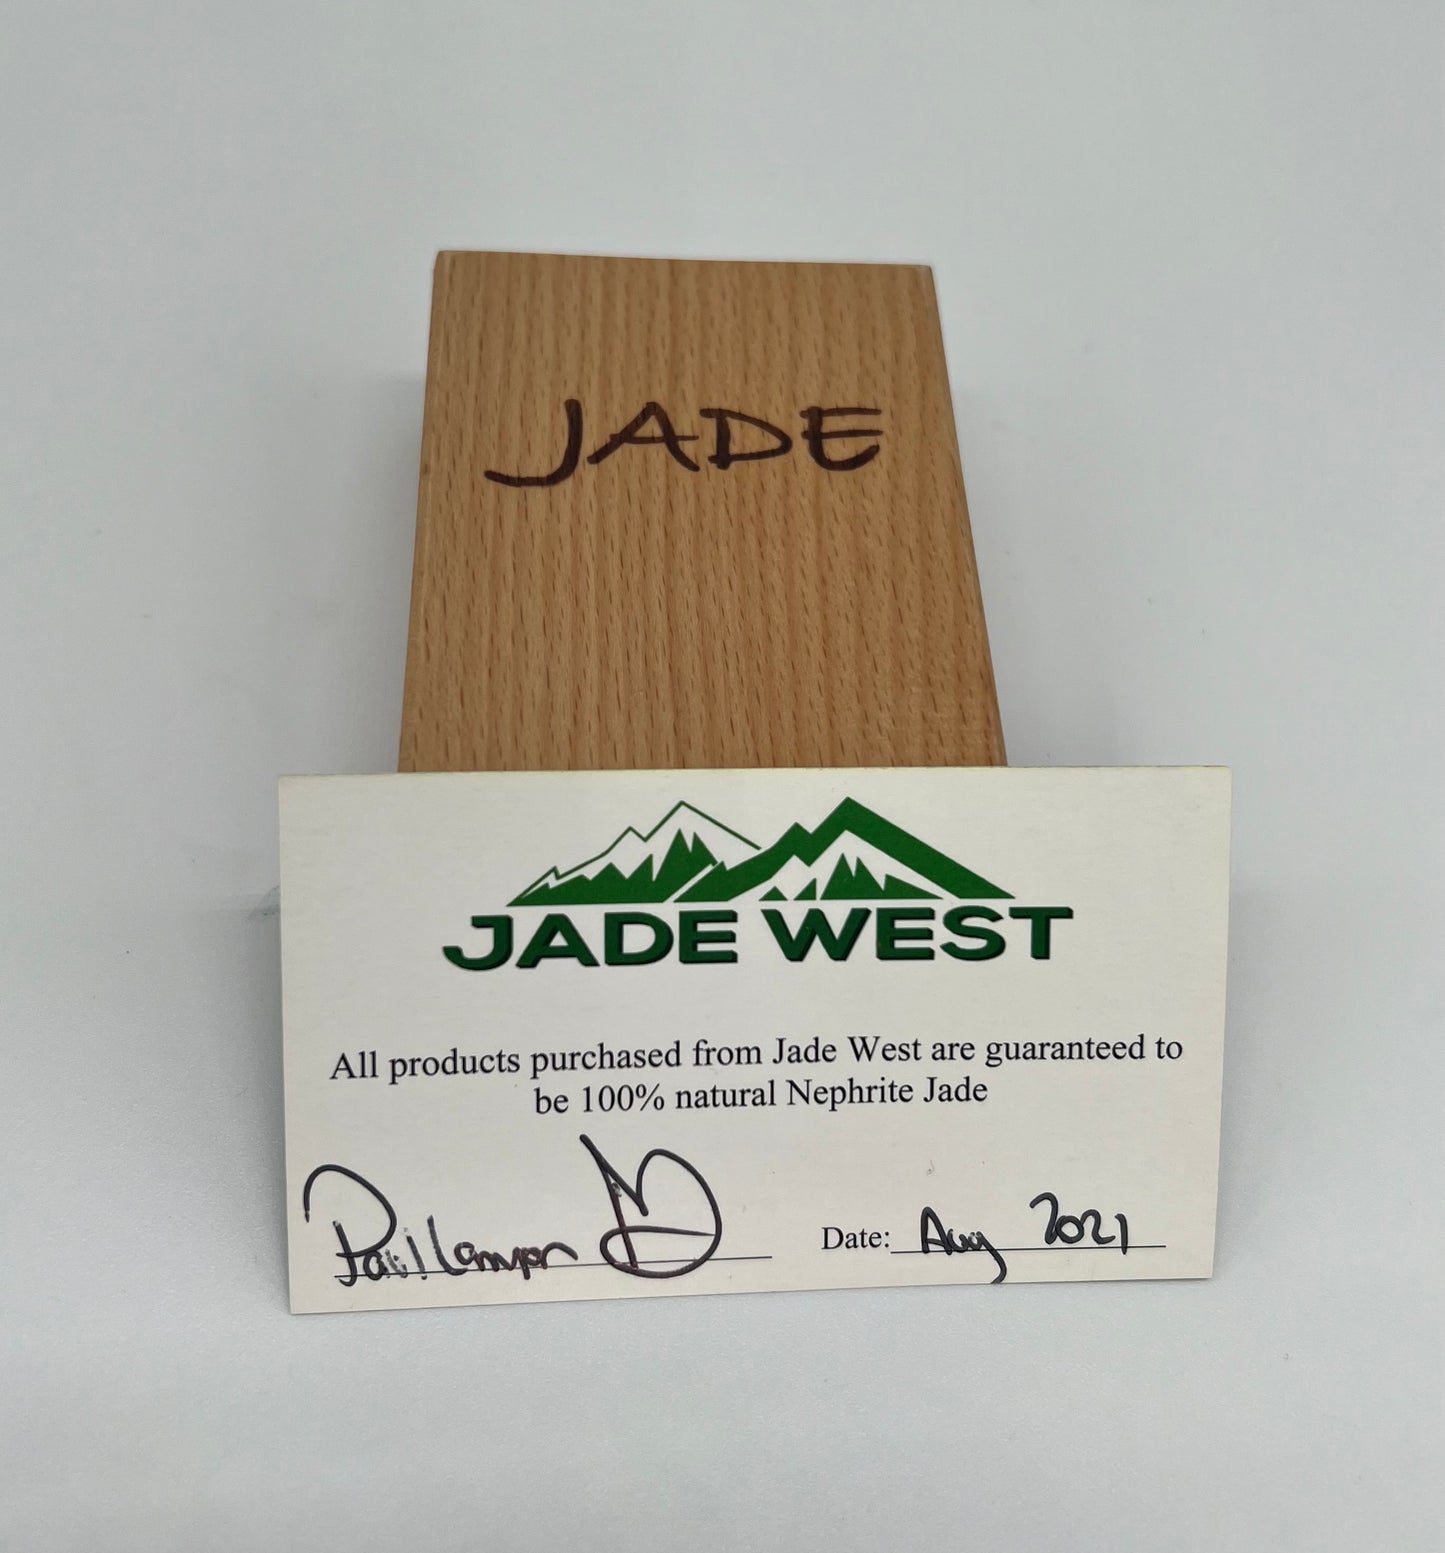 JADE
JADE WEST
All products purchased from Jade West are guaranteed to
be 100% natural Nephrite Jade
Date: Aug 2021